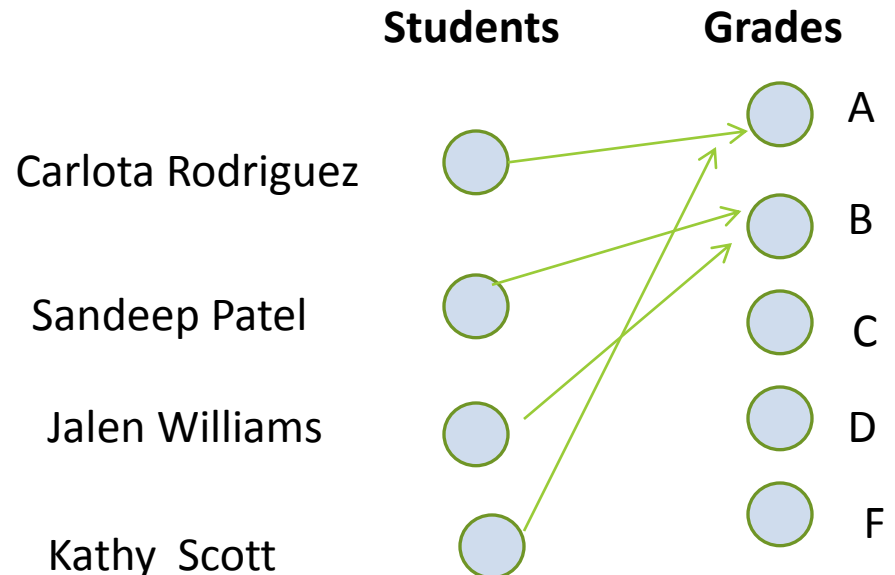 Students Grades
A
Carlota Rodriguez
B
Sandeep Patel
C
Jalen Williams
D
F
Kathy Scott